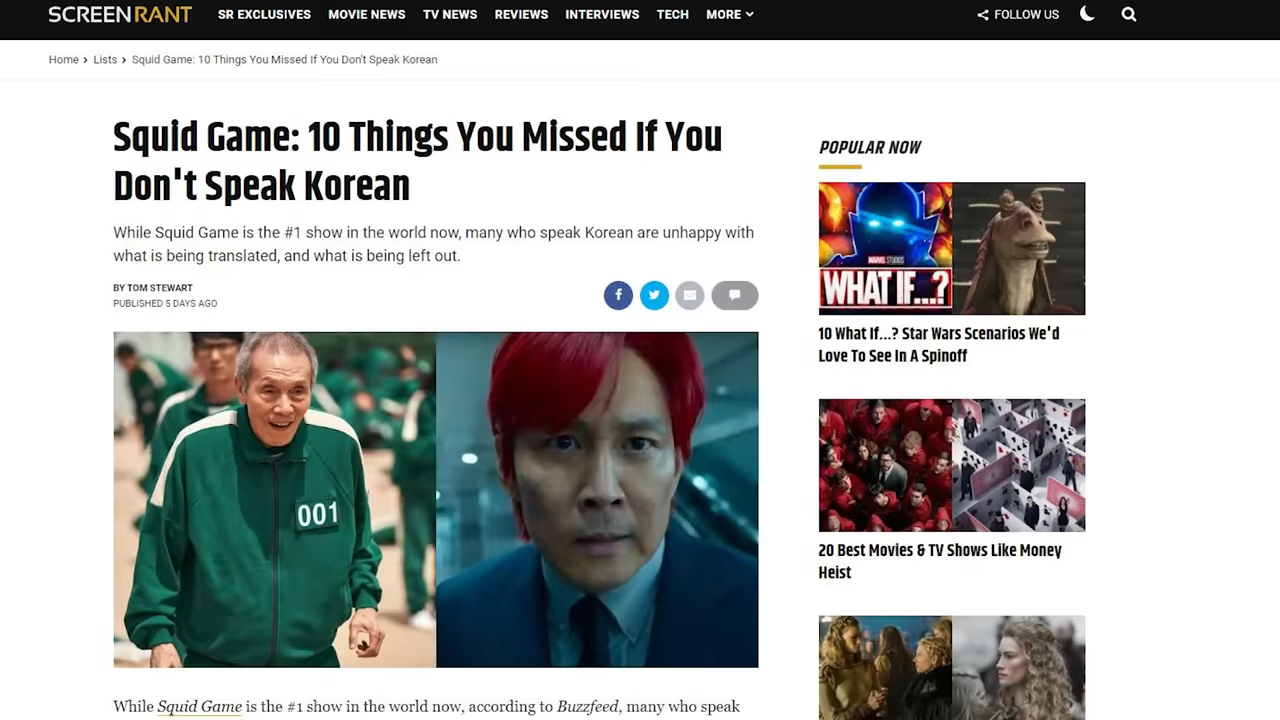 SCREENRANT SR EXCLUSIVES MOVIE NEWS TV NEWS REVIEWS INTERVIEWS TECH MORE FOLLOW US
Home > Lists > Squid Game: 10 Things You Missed If You Don't Speak Korean
Squid Game: 10 Things You Missed If You
Don't Speak Korean
While Squid Game is the #1 show in the world now, many who speak Korean are unhappy with
what is being translated, and what is being left out.
BY TOM STEWART
PUBLISHED 5 DAYS AGO
001
While Squid Game is the #1 show in the world now, according to Buzzfeed, many who speak
POPULAR NOW
MARVEL STUDIOS
WHAT IF...?
10 What If...? Star Wars Scenarios We'd
Love To See In A Spinoff
20 Best Movies & TV Shows Like Money
Heist